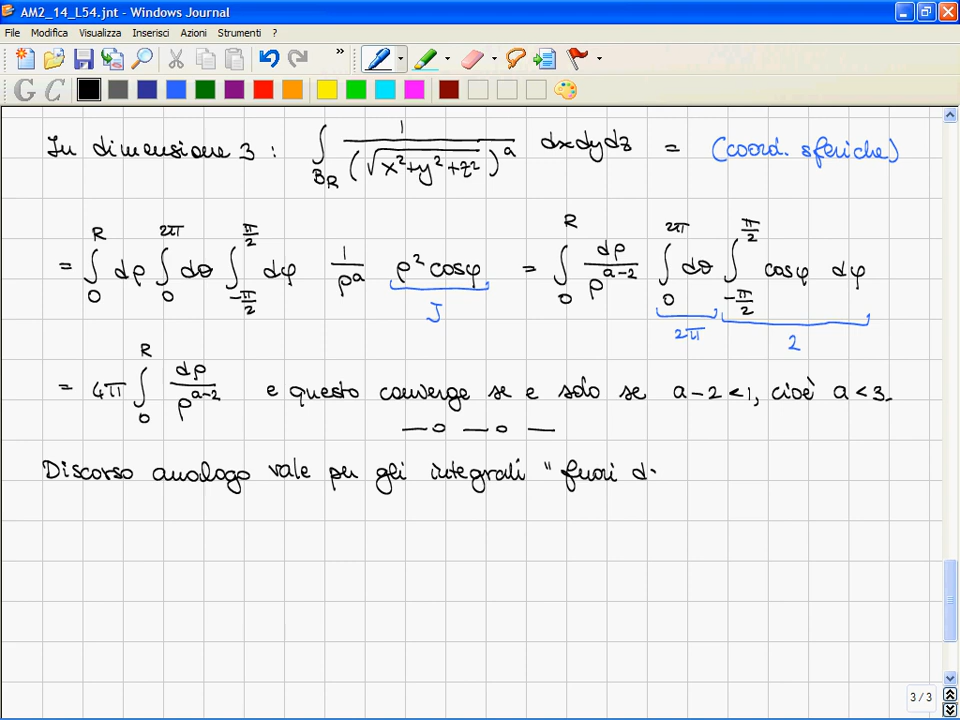 AM2_14_L54.jnt - Windows Journal
File Modifica Visualizza Inserisci Azioni Strumenti ?
In dimensione 3 : ∫_{B_R} 1/(√(x²+y²+z²))^a dxdydz = (coord. sferiche)
= ∫_0^R dρ ∫_0^{2π} dθ ∫_{-π/2}^{π/2} dφ 1/ρ^a ρ² cosφ = ∫_0^R dρ/ρ^{a-2} ∫_0^{2π} dθ ∫_{-π/2}^{π/2} cosφ dφ
J 2π 2
= 4π ∫_0^R dρ/ρ^{a-2} e questo converge se e solo se a-2<1, cioè a<3.
— o — o —
Discorso analogo vale per gli integrali "fuori d
3 / 3